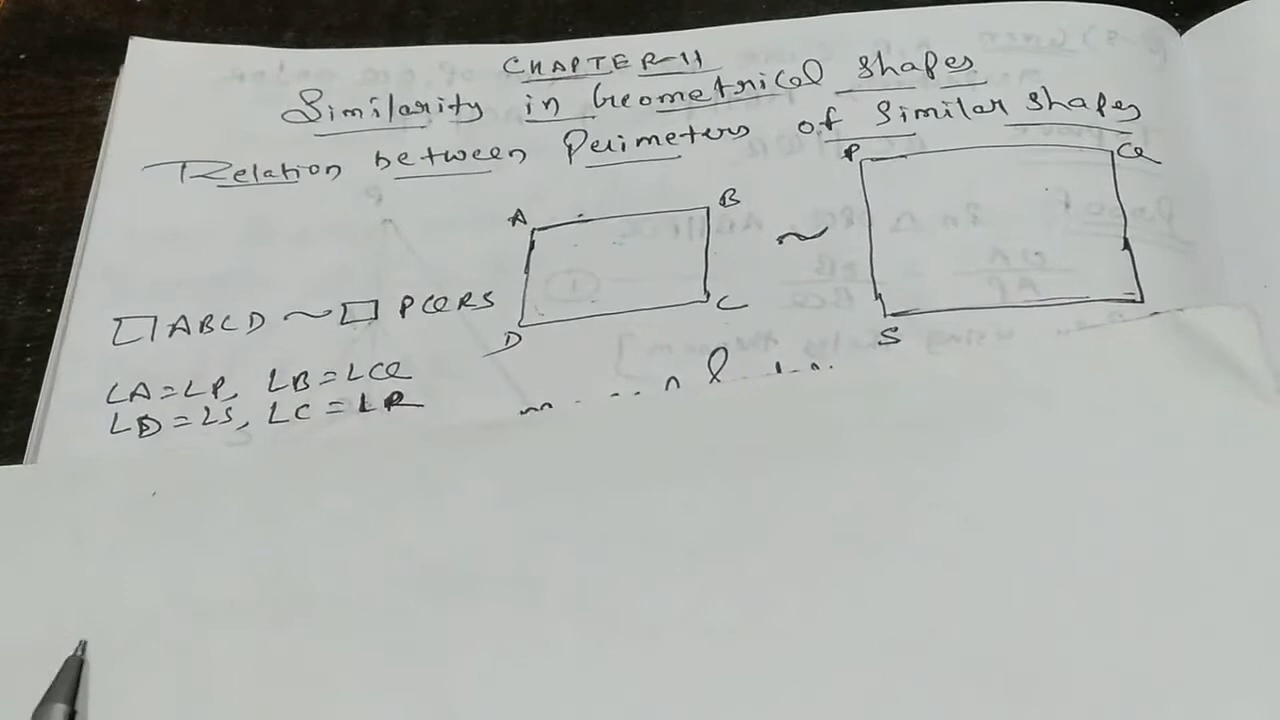 CHAPTER-11
Similarity in Geometrical shapes
Relation between Perimeters of Similar shapes
A B
P Q
~
□ABCD ~ □ PQRS
D C
S
∠A=∠P, ∠B=∠Q
∠D=∠S, ∠C=∠R